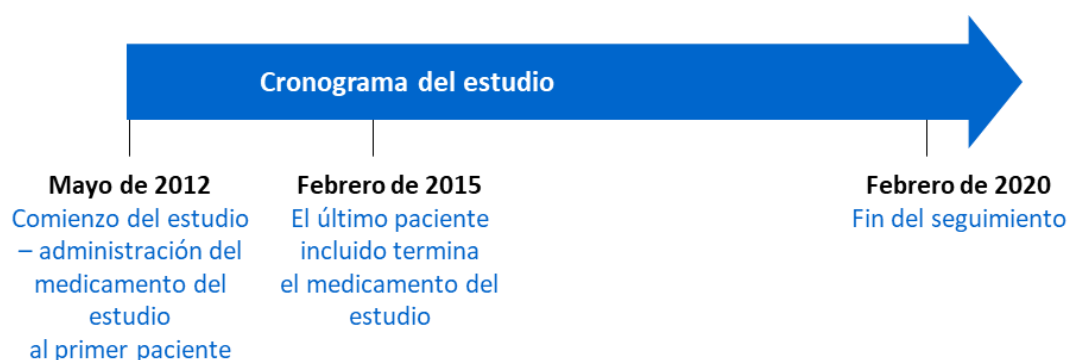 Cronograma del estudio
Mayo de 2012
Comienzo del estudio
– administración del
medicamento del
estudio
al primer paciente
Febrero de 2015
El último paciente
incluido termina
el medicamento del
estudio
Febrero de 2020
Fin del seguimiento